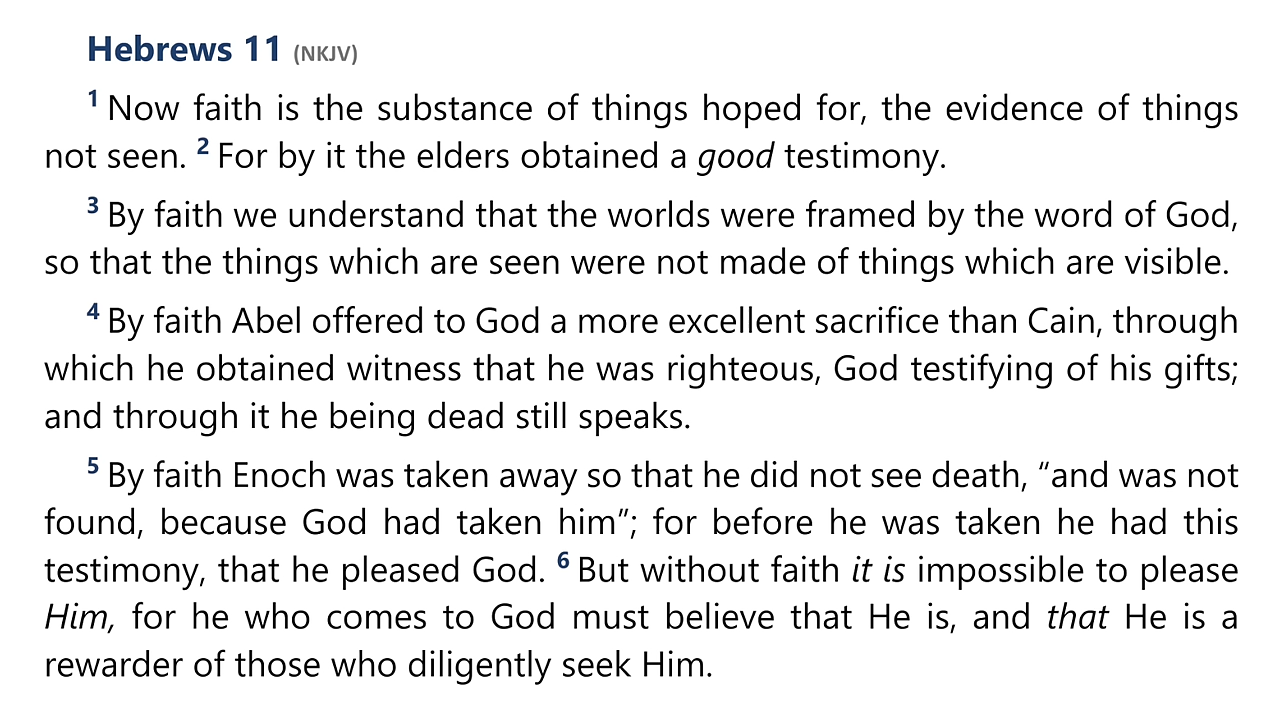 Hebrews 11 (NKJV)
1 Now faith is the substance of things hoped for, the evidence of things
not seen. 2 For by it the elders obtained a good testimony.
3 By faith we understand that the worlds were framed by the word of God,
so that the things which are seen were not made of things which are visible.
4 By faith Abel offered to God a more excellent sacrifice than Cain, through
which he obtained witness that he was righteous, God testifying of his gifts;
and through it he being dead still speaks.
5 By faith Enoch was taken away so that he did not see death, “and was not
found, because God had taken him”; for before he was taken he had this
testimony, that he pleased God. 6 But without faith it is impossible to please
Him, for he who comes to God must believe that He is, and that He is a
rewarder of those who diligently seek Him.